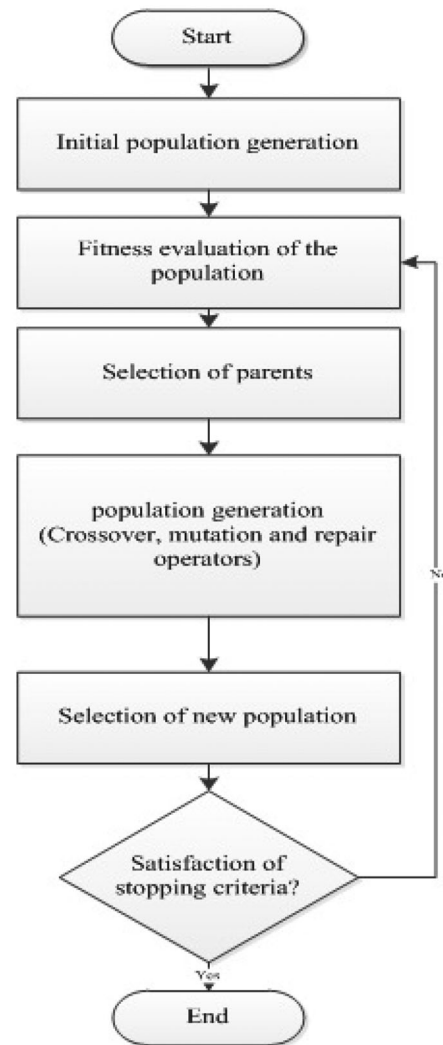 Start
Initial population generation
Fitness evaluation of the
population
Selection of parents
population generation
(Crossover, mutation and repair
operators)
Selection of new population
Satisfaction of
stopping criteria?
No
Yes
End